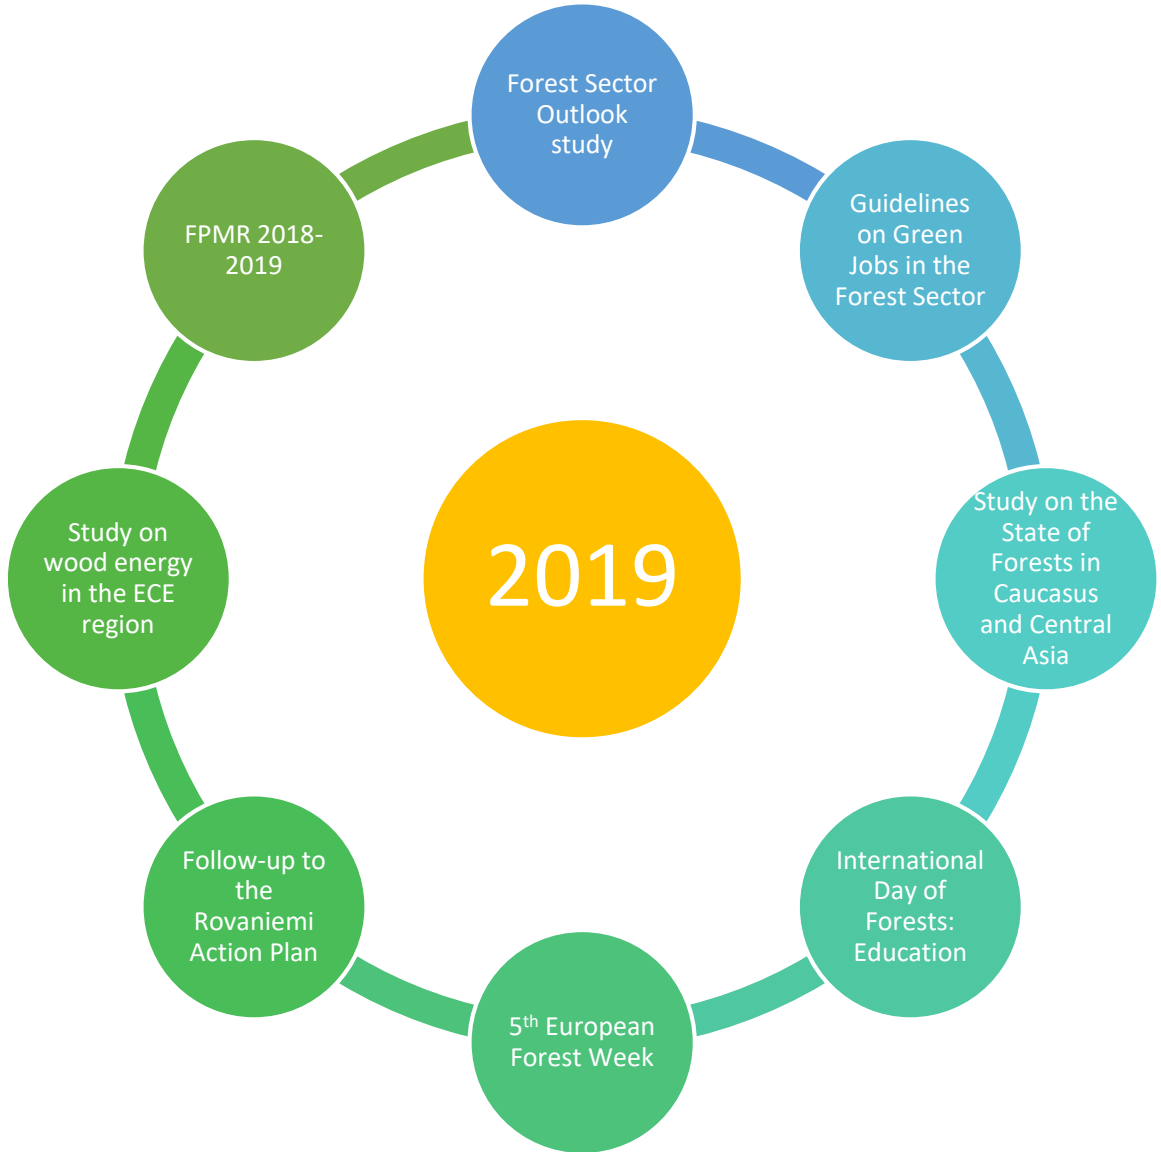 Forest Sector
Outlook
study
Guidelines
on Green
Jobs in the
Forest Sector
Study on the
State of
Forests in
Caucasus
and Central
Asia
International
Day of
Forests:
Education
5th European
Forest Week
Follow-up to
the
Rovaniemi
Action Plan
Study on
wood energy
in the ECE
region
FPMR 2018-
2019
2019